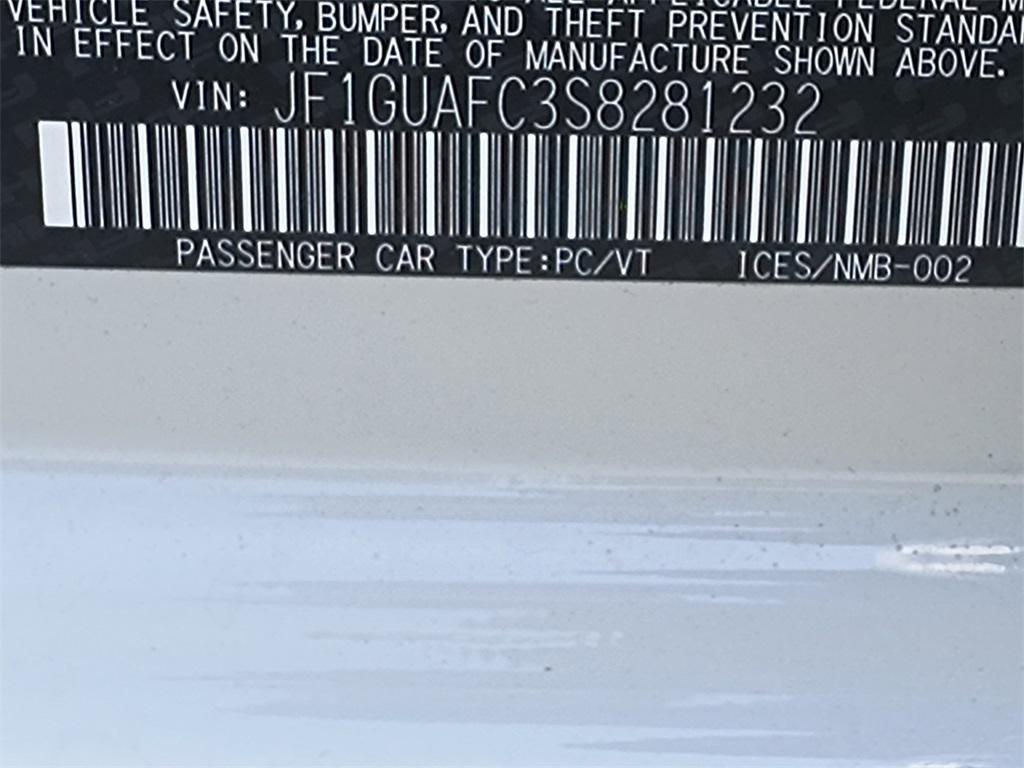 VEHICLE SAFETY, BUMPER, AND THEFT PREVENTION STANDA
IN EFFECT ON THE DATE OF MANUFACTURE SHOWN ABOVE.
VIN: JF1GUAFC3S8281232
PASSENGER CAR TYPE:PC/VT ICES/NMB-002